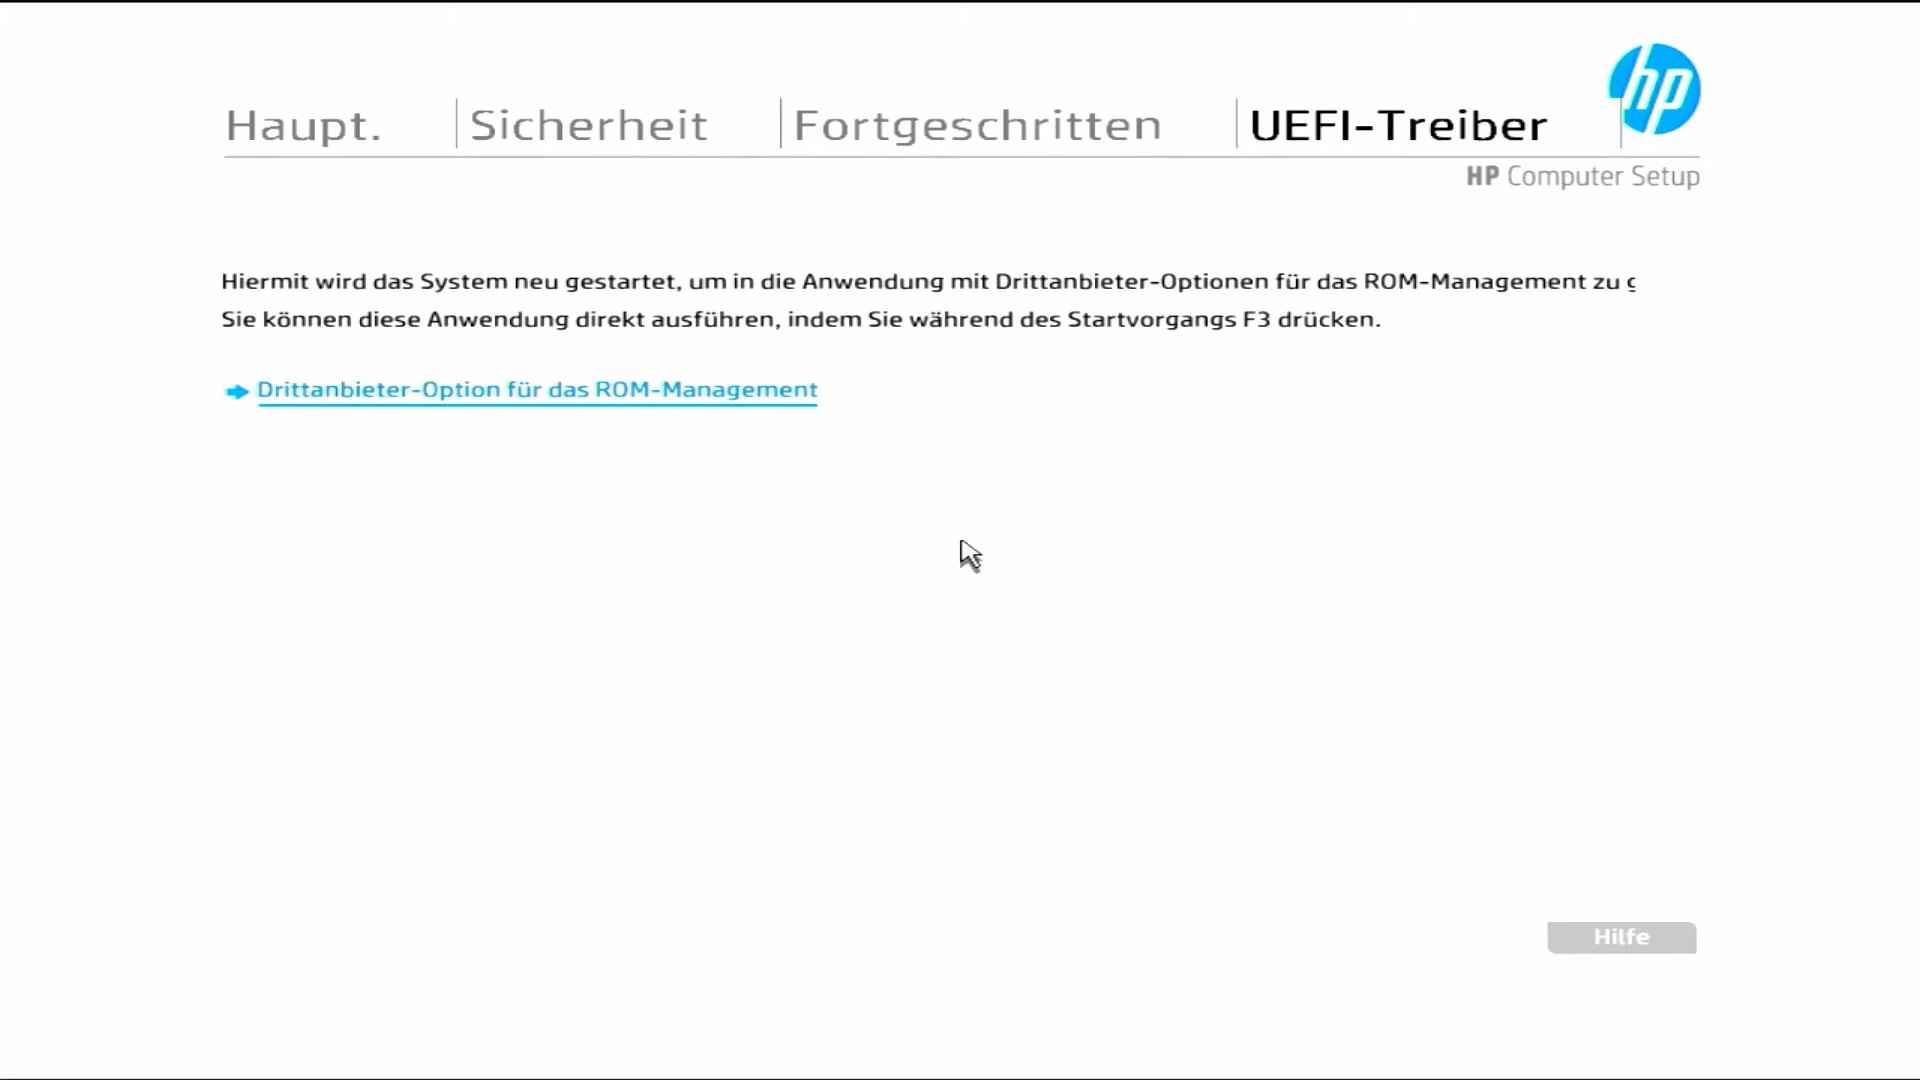 hp
Haupt.
Sicherheit
Fortgeschritten
UEFI-Treiber
HP Computer Setup
Hiermit wird das System neu gestartet, um in die Anwendung mit Drittanbieter-Optionen für das ROM-Management zu
Sie können diese Anwendung direkt ausführen, indem Sie während des Startvorgangs F3 drücken.
Drittanbieter-Option für das ROM-Management
Hilfe